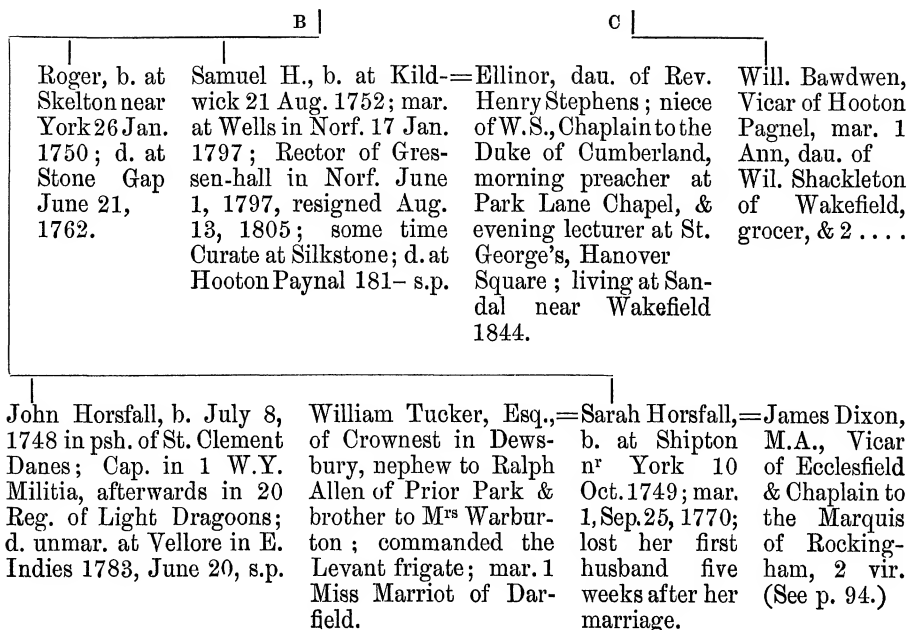 B
C
Roger, b. at
Skelton near
York 26 Jan.
1750 ; d. at
Stone Gap
June 21,
1762.
Samuel H., b. at Kild-=
wick 21 Aug. 1752 ; mar.
at Wells in Norf. 17 Jan.
1797 ; Rector of Gres-
sen-hall in Norf. June
1, 1797, resigned Aug.
13, 1805 ; some time
Curate at Silkstone; d. at
Hooton Paynal 181– s.p.
Ellinor, dau. of Rev.
Henry Stephens ; niece
of W.S., Chaplain to the
Duke of Cumberland,
morning preacher at
Park Lane Chapel, &
evening lecturer at St.
George's, Hanover
Square ; living at San-
dal near Wakefield
1844.
Will. Bawdwen,
Vicar of Hooton
Pagnel, mar. 1
Ann, dau. of
Wil. Shackleton
of Wakefield,
grocer, & 2 . . . .
John Horsfall, b. July 8,
1748 in psh. of St. Clement
Danes; Cap. in 1 W.Y.
Militia, afterwards in 20
Reg. of Light Dragoons;
d. unmar. at Vellore in E.
Indies 1783, June 20, s.p.
William Tucker, Esq.,=
of Crownest in Dews-
bury, nephew to Ralph
Allen of Prior Park &
brother to Mrs Warbur-
ton ; commanded the
Levant frigate; mar. 1
Miss Marriot of Dar-
field.
Sarah Horsfall,=
b. at Shipton
nr York 10
Oct. 1749; mar.
1, Sep. 25, 1770;
lost her first
husband five
weeks after her
marriage.
James Dixon,
M.A., Vicar
of Ecclesfield
& Chaplain to
the Marquis
of Rocking-
ham, 2 vir.
(See p. 94.)